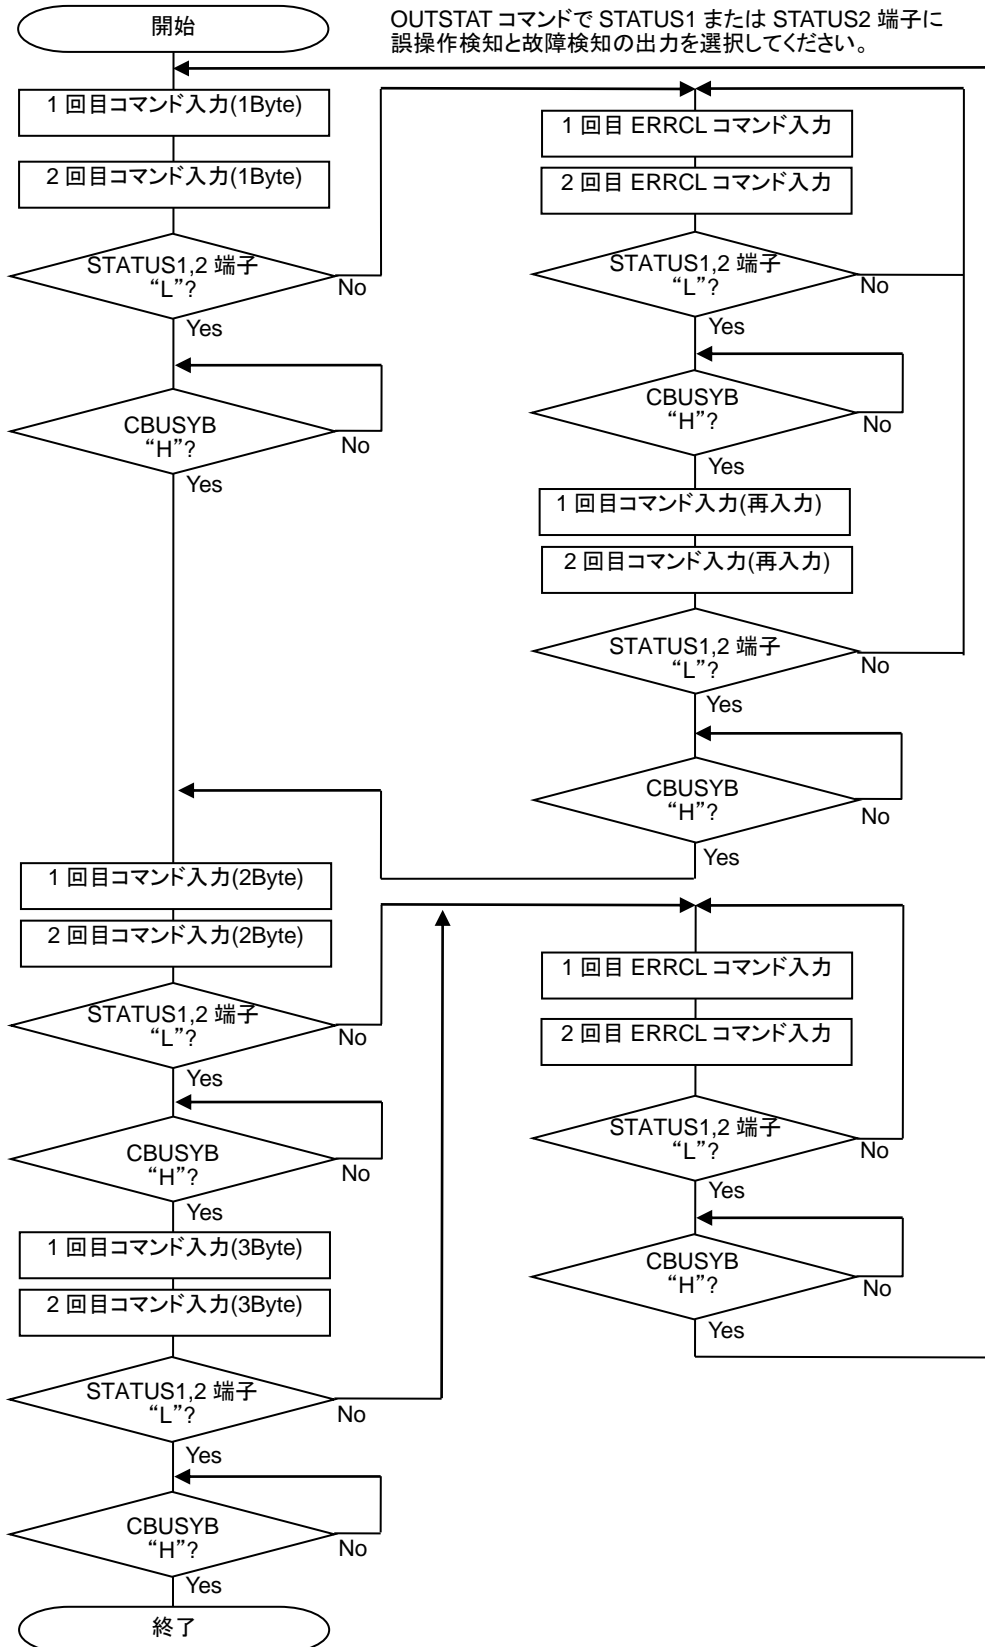 開始
OUTSTAT コマンドで STATUS1 または STATUS2 端子に
誤操作検知と故障検知の出力を選択してください。
1 回目コマンド入力(1Byte)
2 回目コマンド入力(1Byte)
STATUS1,2 端子
“L”?
No
Yes
CBUSYB
“H”?
No
Yes
1 回目 ERRCL コマンド入力
2 回目 ERRCL コマンド入力
STATUS1,2 端子
“L”?
No
Yes
CBUSYB
“H”?
No
Yes
1 回目コマンド入力(再入力)
2 回目コマンド入力(再入力)
STATUS1,2 端子
“L”?
No
Yes
CBUSYB
“H”?
No
Yes
1 回目コマンド入力(2Byte)
2 回目コマンド入力(2Byte)
STATUS1,2 端子
“L”?
No
Yes
CBUSYB
“H”?
No
Yes
1 回目コマンド入力(3Byte)
2 回目コマンド入力(3Byte)
STATUS1,2 端子
“L”?
No
Yes
CBUSYB
“H”?
No
Yes
終了
1 回目 ERRCL コマンド入力
2 回目 ERRCL コマンド入力
STATUS1,2 端子
“L”?
No
Yes
CBUSYB
“H”?
No
Yes